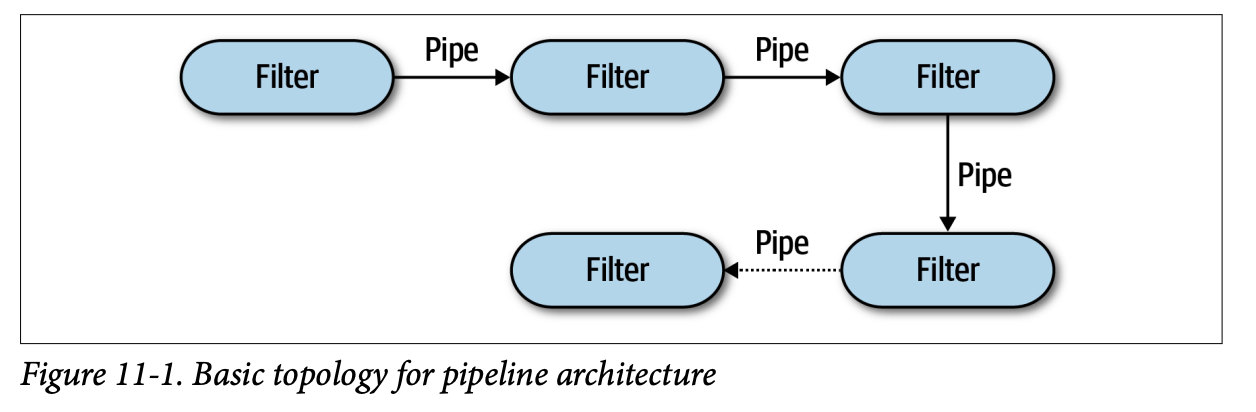 Pipe Pipe
Filter Filter Filter
Pipe
Pipe
Filter Filter
Figure 11-1. Basic topology for pipeline architecture